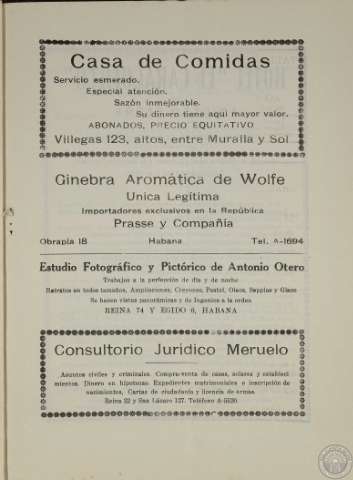 Casa de Comidas
Servicio esmerado.
Especial atención.
Sazón inmejorable.
Su dinero tiene aquí mayor valor.
ABONADOS, PRECIO EQUITATIVO
Villegas 123, altos, entre Muralla y Sol
Ginebra Aromática de Wolfe
Unica Legítima
Importadores exclusivos en la República
Prasse y Compañía
Obrapía 18 Habana Tel. A-1694
Estudio Fotográfico y Pictórico de Antonio Otero
Trabajos a la perfección de día y de noche
Retratos en todos tamaños, Ampliaciones, Creyones, Pastel, Oleos, Seppias y Glace
Se hacen vistas panorámicas y de Ingenios a la orden
REINA 74 Y EGIDO 6, HABANA
Consultorio Jurídico Meruelo
Asuntos civiles y criminales. Compra-venta de casas, solares y estableci
mientos. Dinero en hipotecas. Expedientes matrimoniales e inscripción de
nacimientos, Cartas de ciudadanía y licencia de armas.
Reina 22 y San Lázaro 137. Teléfono